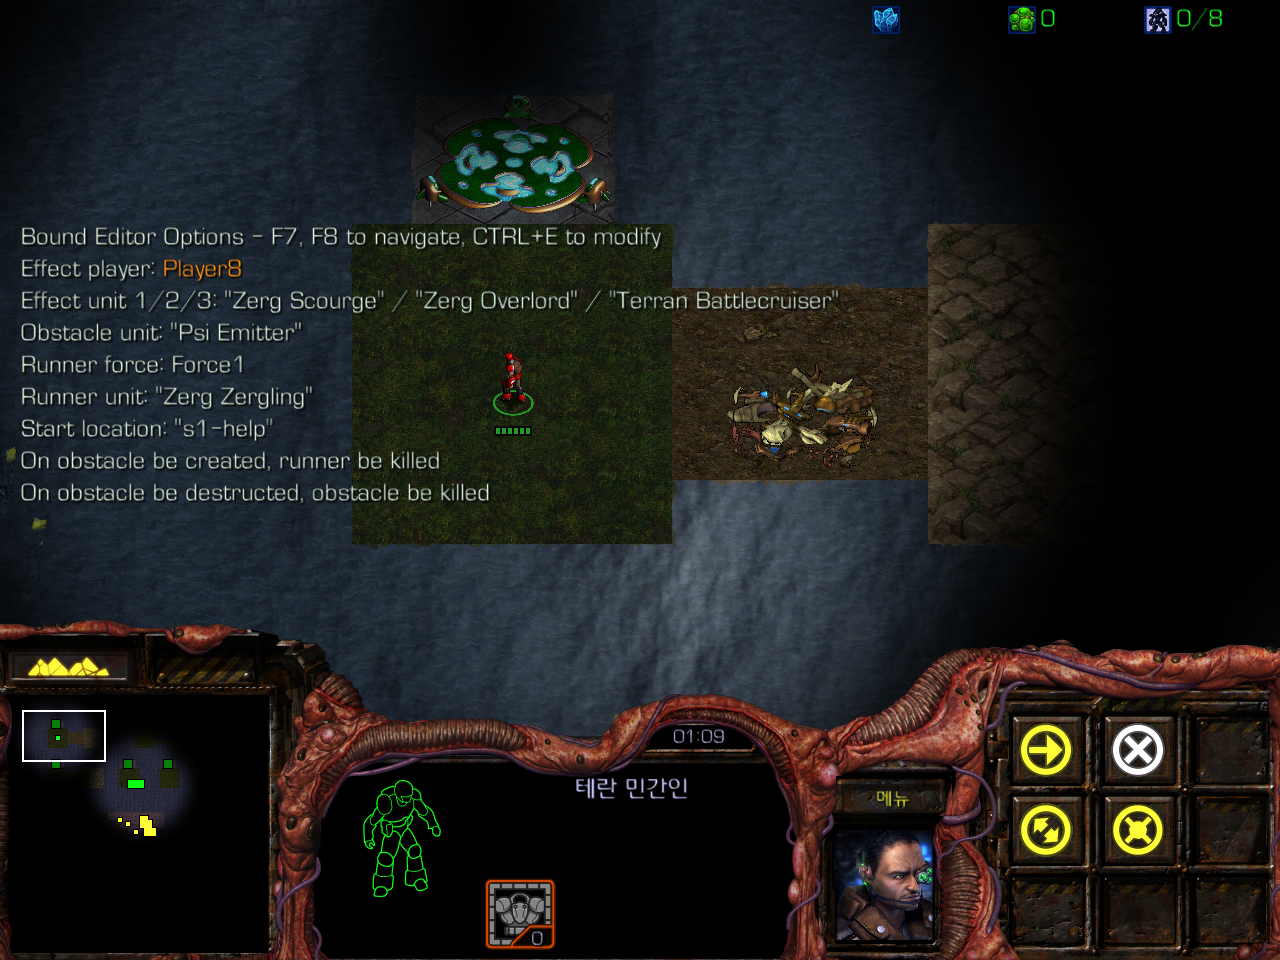 0
0/8
Bound Editor Options - F7, F8 to navigate, CTRL+E to modify
Effect player: Player8
Effect unit 1/2/3: "Zerg Scourge" / "Zerg Overlord" / "Terran Battlecruiser"
Obstacle unit: "Psi Emitter"
Runner force: Force1
Runner unit: "Zerg Zergling"
Start location: "s1-help"
On obstacle be created, runner be killed
On obstacle be destructed, obstacle be killed
01:09
테란 민간인
메뉴
0